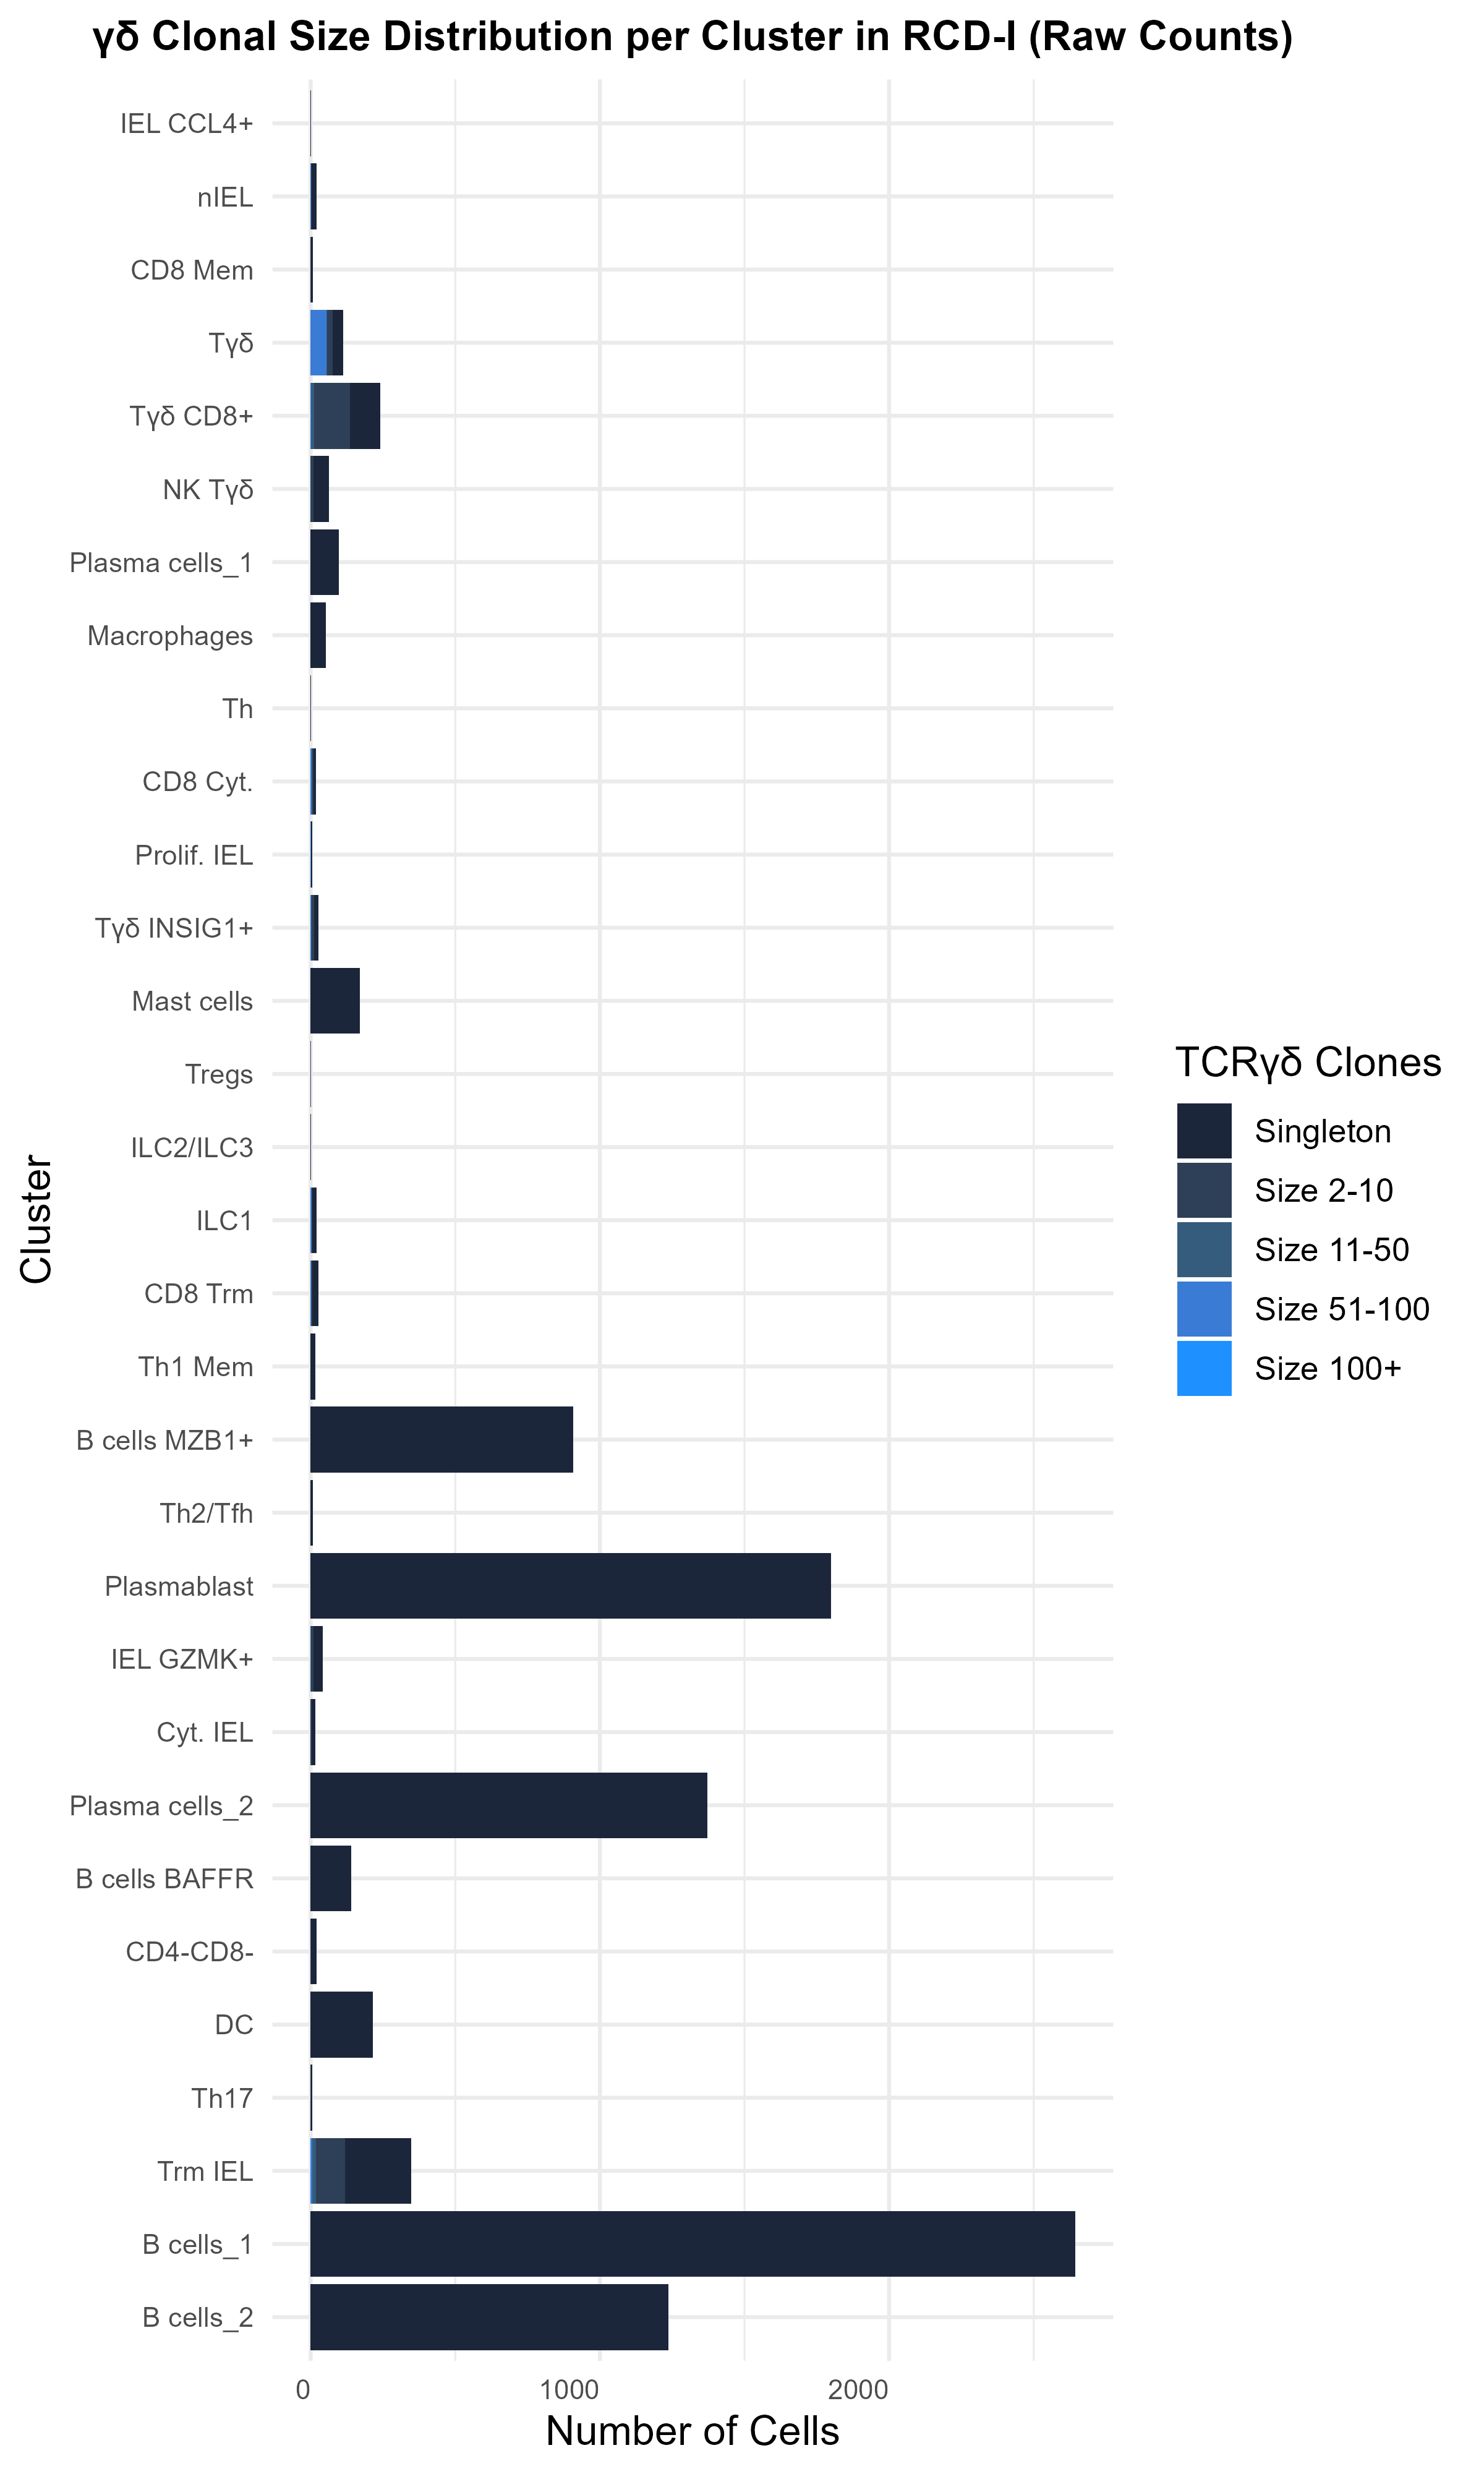 γδ Clonal Size Distribution per Cluster in RCD-I (Raw Counts)
IEL CCL4+
nIEL
CD8 Mem
Tγδ
Tγδ CD8+
NK Tγδ
Plasma cells_1
Macrophages
Th
CD8 Cyt.
Prolif. IEL
Tγδ INSIG1+
Mast cells
Tregs
ILC2/ILC3
ILC1
CD8 Trm
Th1 Mem
B cells MZB1+
Th2/Tfh
Plasmablast
IEL GZMK+
Cyt. IEL
Plasma cells_2
B cells BAFFR
CD4-CD8-
DC
Th17
Trm IEL
B cells_1
B cells_2
Cluster
0 1000 2000
Number of Cells
TCRγδ Clones
Singleton
Size 2-10
Size 11-50
Size 51-100
Size 100+